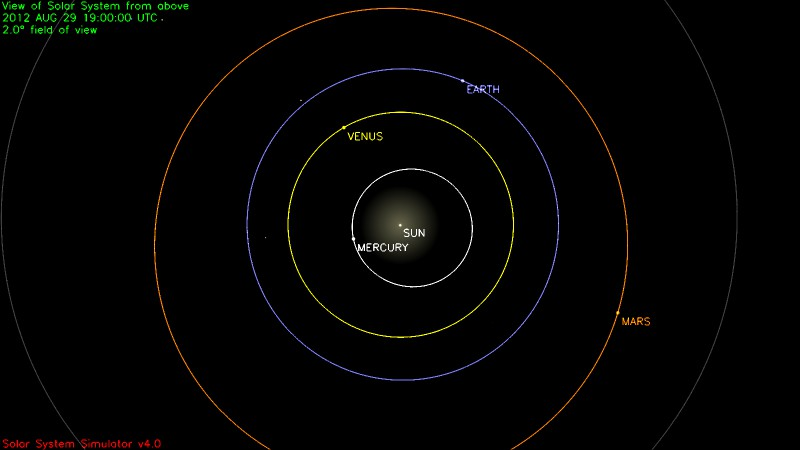 View of Solar System from above
2012 AUG 29 19:00:00 UTC
2.0° field of view
EARTH
VENUS
SUN
MERCURY
MARS
Solar System Simulator v4.0